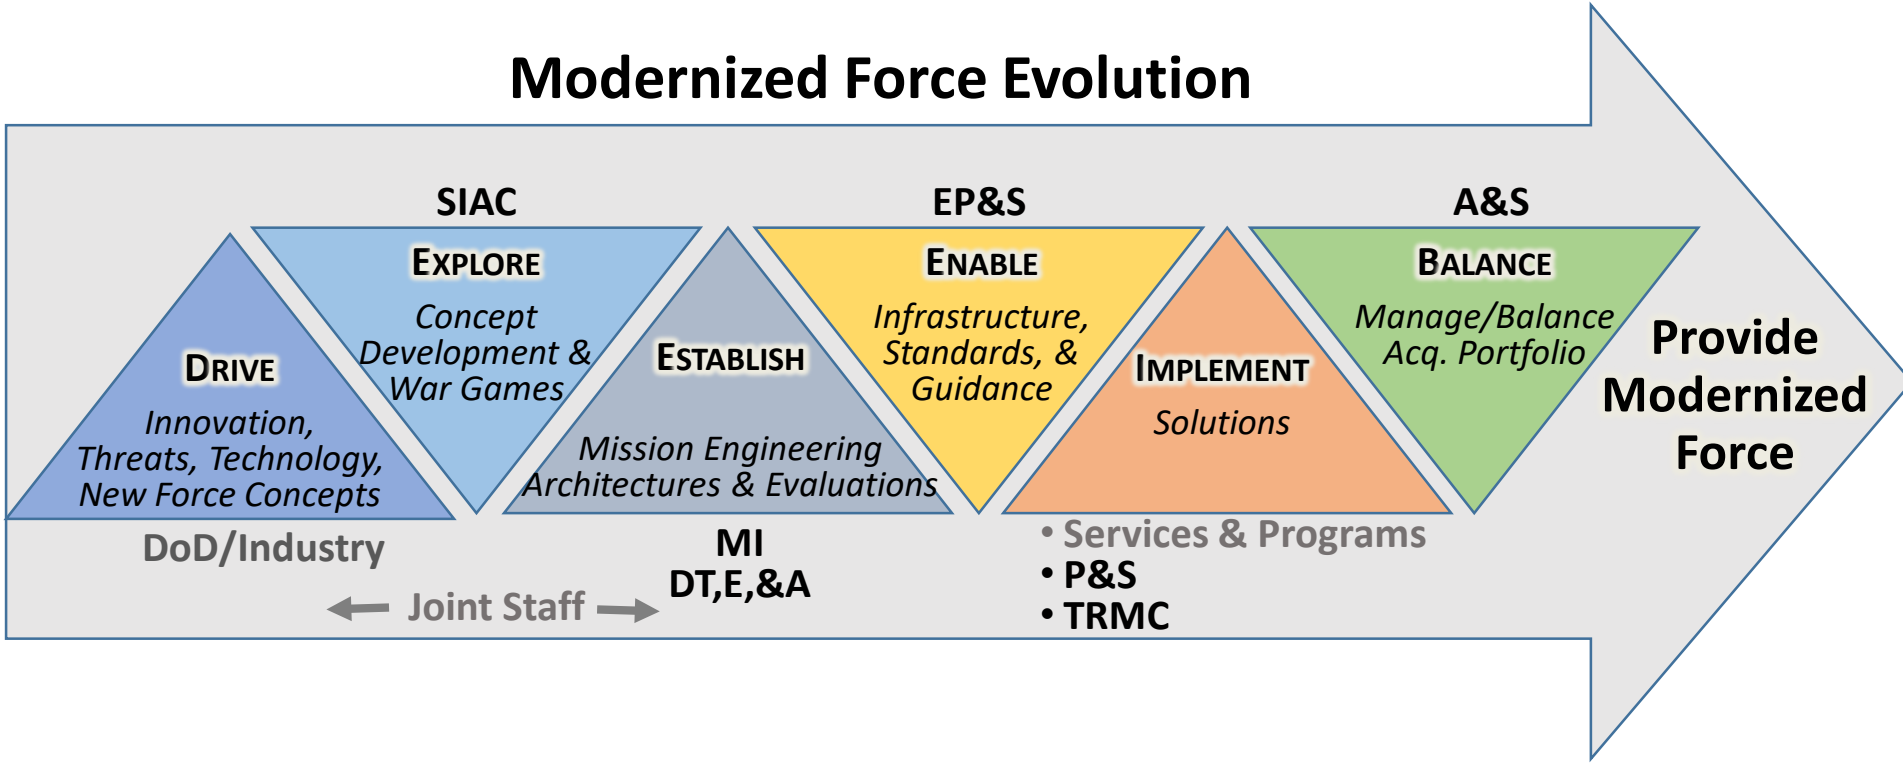 Modernized Force Evolution
SIAC
EP&S
A&S
DRIVE
Innovation,
Threats, Technology,
New Force Concepts
DoD/Industry
EXPLORE
Concept
Development &
War Games
ESTABLISH
Mission Engineering
Architectures & Evaluations
MI
DT,E,&A
Joint Staff
ENABLE
Infrastructure,
Standards, &
Guidance
IMPLEMENT
Solutions
• Services & Programs
• P&S
• TRMC
BALANCE
Manage/Balance
Acq. Portfolio
Provide
Modernized
Force